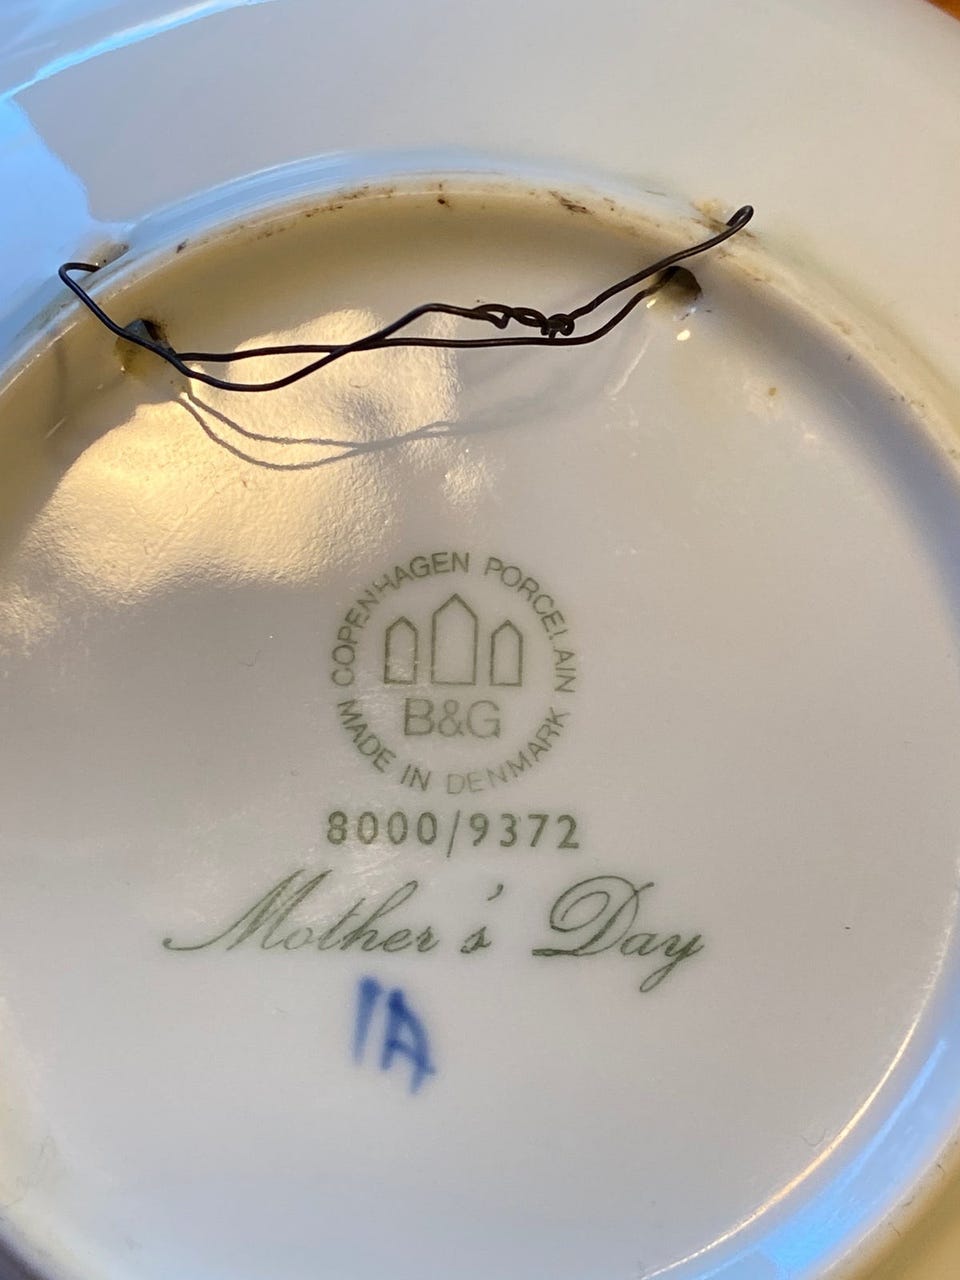 COPENHAGEN PORCELAIN
B&G
MADE IN DENMARK
8000/9372
Mother's Day
IA